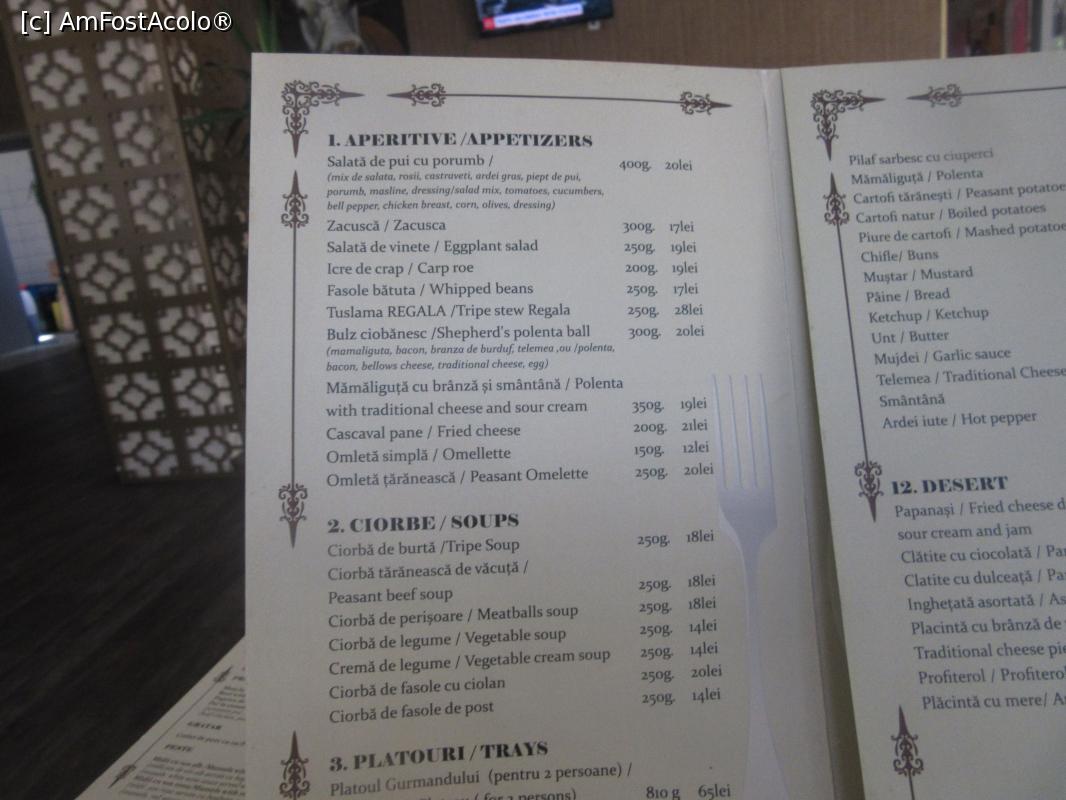 [c] AmFostAcolo®
1. APERITIVE /APPETIZERS
Salată de pui cu porumb / 400g. 20lei
(mix de salata, rosii, castraveti, ardei gras, piept de pui,
porumb, masline, dressing/salad mix, tomatoes, cucumbers,
bell pepper, chicken breast, corn, olives, dressing)
Zacuscă / Zacusca 300g. 17lei
Salată de vinete / Eggplant salad 250g. 19lei
Icre de crap / Carp roe 200g. 19lei
Fasole bătuta / Whipped beans 250g. 17lei
Tuslama REGALA /Tripe stew Regala 250g. 28lei
Bulz ciobănesc /Shepherd's polenta ball 300g. 20lei
(mamaliguta, bacon, branza de burduf, telemea ,ou /polenta,
bacon, bellows cheese, traditional cheese, egg)
Mămăliguță cu brânză și smântână / Polenta
with traditional cheese and sour cream 350g. 19lei
Cascaval pane / Fried cheese 200g. 21lei
Omletă simplă / Omellette 150g. 12lei
Omletă țărănească / Peasant Omelette 250g. 20lei
2. CIORBE / SOUPS
Ciorbă de burtă /Tripe Soup 250g. 18lei
Ciorbă tărănească de văcuță /
Peasant beef soup 250g. 18lei
Ciorbă de perișoare / Meatballs soup 250g. 18lei
Ciorbă de legume / Vegetable soup 250g. 14lei
Cremă de legume / Vegetable cream soup 250g. 14lei
Ciorbă de fasole cu ciolan 250g. 20lei
Ciorbă de fasole de post 250g. 14lei
3. PLATOURI / TRAYS
Platoul Gurmandului (pentru 2 persoane) /
( for 2 persons) 810 g 65lei
Pilaf sarbesc cu ciuperci
Mămăliguță / Polenta
Cartofi tărănești / Peasant potatoe
Cartofi natur / Boiled potatoes
Piure de cartofi / Mashed potatoe
Chifle/ Buns
Muștar / Mustard
Pâine / Bread
Ketchup / Ketchup
Unt / Butter
Mujdei / Garlic sauce
Telemea / Traditional Cheese
Smântână
Ardei iute / Hot pepper
12. DESERT
Papanași / Fried cheese d
sour cream and jam
Clătite cu ciocolată / Pa
Clatite cu dulceață / Pa
Inghețată asortată / As
Placintă cu brânză de
Traditional cheese pie
Profiterol / Profiterol
Plăcintă cu mere/ A
GRATAR
PESTE